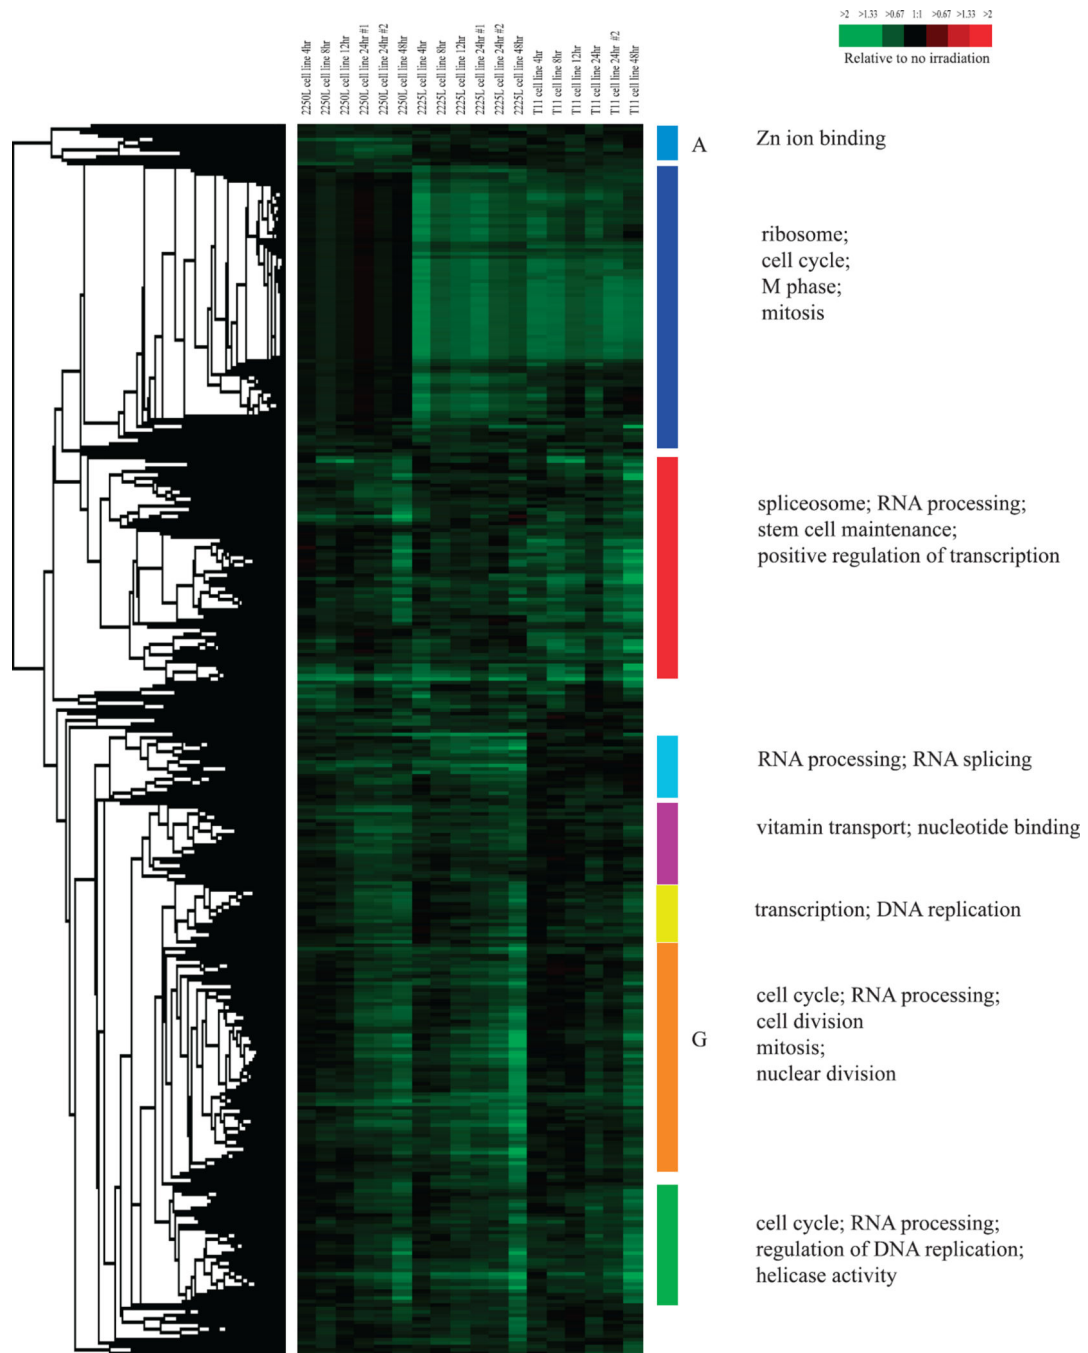 >2 >1.33 >0.67 1:1 >0.67 >1.33 >2
Relative to no irradiation
2250L cell line 4hr
2250L cell line 8hr
2250L cell line 12hr
2250L cell line 24hr #1
2250L cell line 24hr #2
2250L cell line 48hr
2225L cell line 4hr
2225L cell line 8hr
2225L cell line 12hr
2225L cell line 24hr #1
2225L cell line 24hr #2
2225L cell line 48hr
T11 cell line 4hr
T11 cell line 8hr
T11 cell line 12hr
T11 cell line 24hr
T11 cell line 24hr #2
T11 cell line 48hr
A
Zn ion binding
ribosome;
cell cycle;
M phase;
mitosis
spliceosome; RNA processing;
stem cell maintenance;
positive regulation of transcription
RNA processing; RNA splicing
vitamin transport; nucleotide binding
transcription; DNA replication
G
cell cycle; RNA processing;
cell division
mitosis;
nuclear division
cell cycle; RNA processing;
regulation of DNA replication;
helicase activity